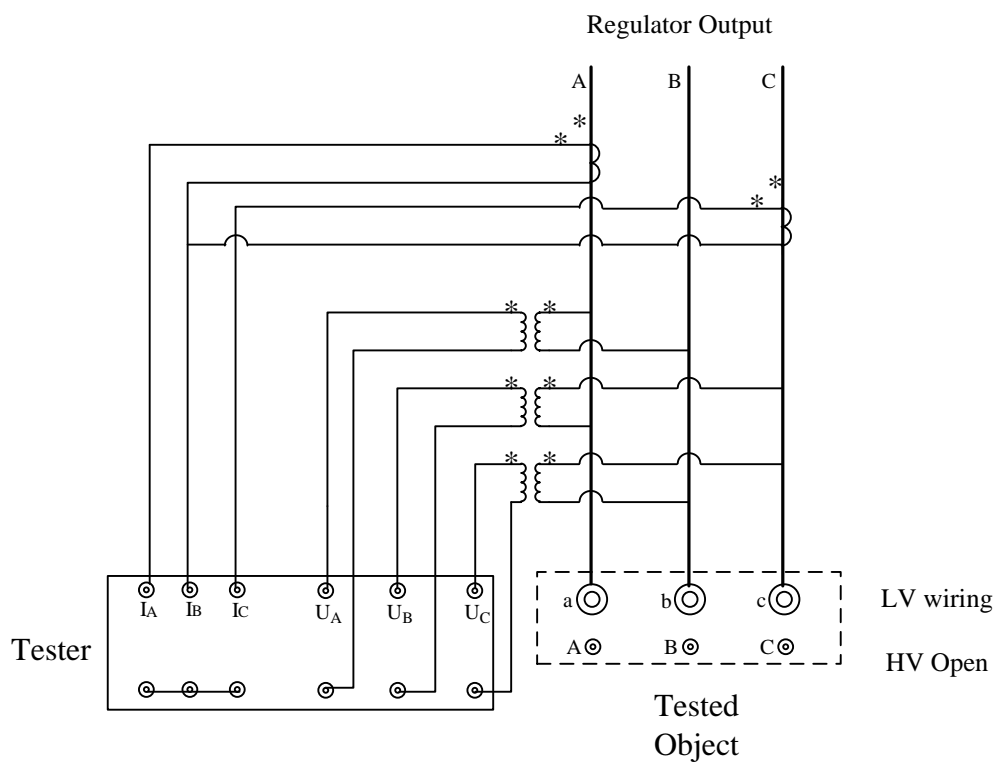 Regulator Output
A B C
*
*
*
*
* *
* *
* *
IA IB IC UA UB UC
a b c
LV wiring
Tester
A B C
HV Open
Tested
Object